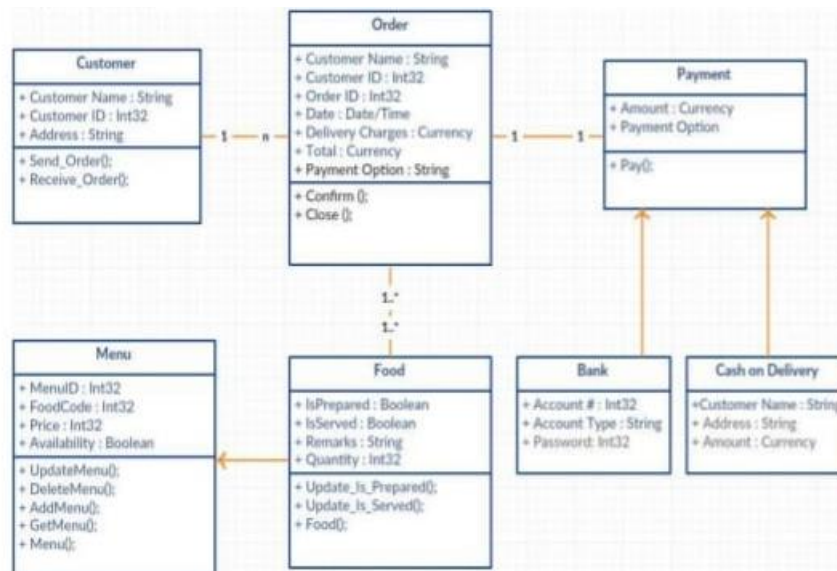 Customer
+ Customer Name : String
+ Customer ID : Int32
+ Address : String
+ Send_Order();
+ Receive_Order();
1
n
Order
+ Customer Name : String
+ Customer ID : Int32
+ Order ID : Int32
+ Date : Date/Time
+ Delivery Charges : Currency
+ Total : Currency
+ Payment Option : String
+ Confirm ();
+ Close ();
1
1
Payment
+ Amount : Currency
+ Payment Option
+ Pay();
1..*
1..*
Menu
+ MenuID : Int32
+ FoodCode : Int32
+ Price : Int32
+ Availability : Boolean
+ UpdateMenu();
+ DeleteMenu();
+ AddMenu();
+ GetMenu();
+ Menu();
Food
+ IsPrepared : Boolean
+ IsServed : Boolean
+ Remarks : String
+ Quantity : Int32
+ Update_Is_Prepared();
+ Update_Is_Served();
+ Food();
Bank
+ Account # : Int32
+ Account Type : String
+ Password: Int32
Cash on Delivery
+Customer Name : String
+ Address : String
+ Amount : Currency